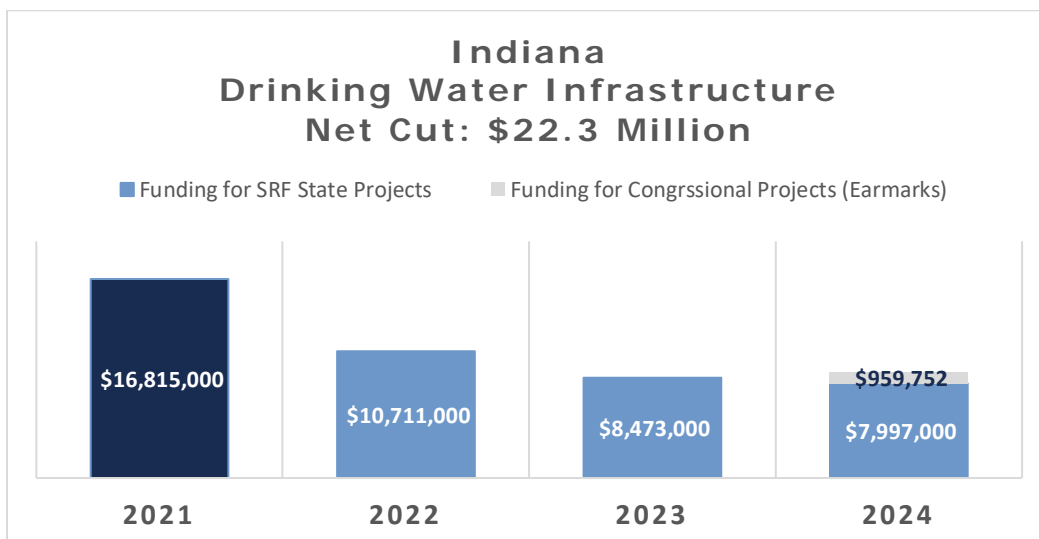 Indiana
Drinking Water Infrastructure
Net Cut: $22.3 Million
Funding for SRF State Projects
Funding for Congrssional Projects (Earmarks)
$16,815,000
$10,711,000
$8,473,000
$959,752
$7,997,000
2021
2022
2023
2024